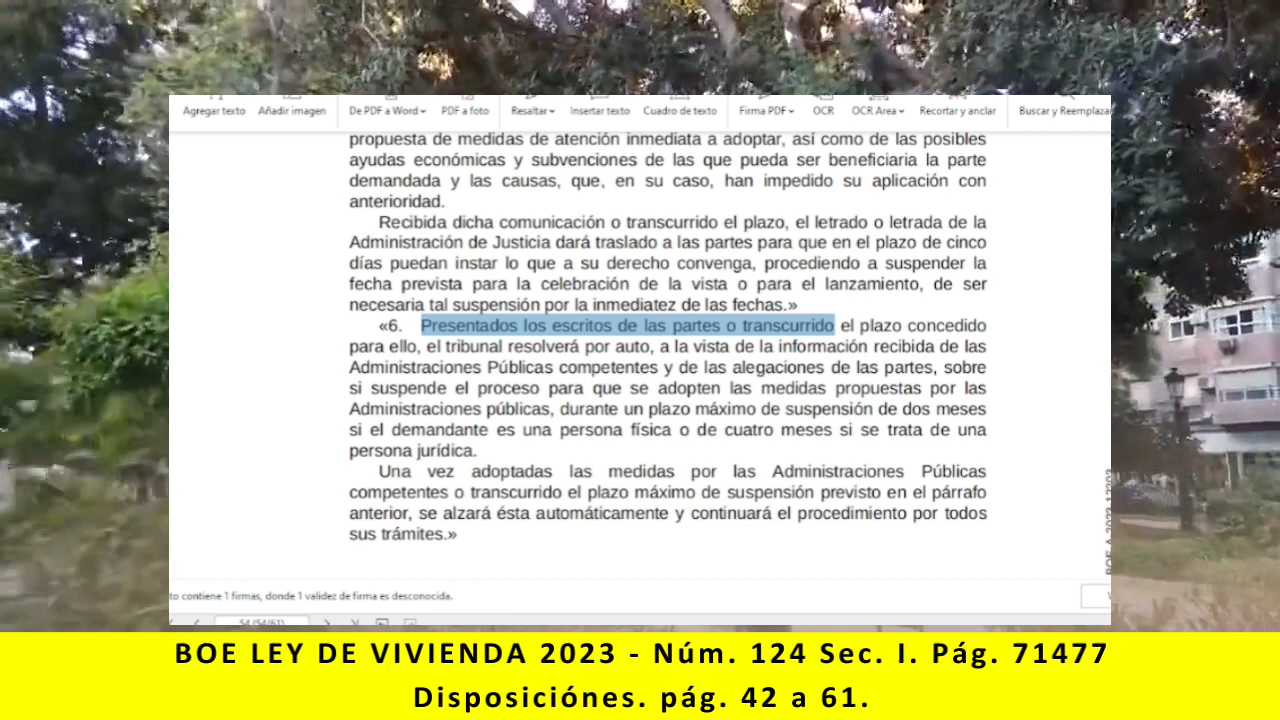 Agregar texto Añadir imagen De PDF a Word PDF a foto Resaltar Insertar texto Cuadro de texto Firma PDF OCR OCR Area Recortar y anclar Buscar y Reemplazar
propuesta de medidas de atención inmediata a adoptar, así como de las posibles
ayudas económicas y subvenciones de las que pueda ser beneficiaria la parte
demandada y las causas, que, en su caso, han impedido su aplicación con
anterioridad.
Recibida dicha comunicación o transcurrido el plazo, el letrado o letrada de la
Administración de Justicia dará traslado a las partes para que en el plazo de cinco
días puedan instar lo que a su derecho convenga, procediendo a suspender la
fecha prevista para la celebración de la vista o para el lanzamiento, de ser
necesaria tal suspensión por la inmediatez de las fechas.»
«6. Presentados los escritos de las partes o transcurrido el plazo concedido
para ello, el tribunal resolverá por auto, a la vista de la información recibida de las
Administraciones Públicas competentes y de las alegaciones de las partes, sobre
si suspende el proceso para que se adopten las medidas propuestas por las
Administraciones públicas, durante un plazo máximo de suspensión de dos meses
si el demandante es una persona física o de cuatro meses si se trata de una
persona jurídica.
Una vez adoptadas las medidas por las Administraciones Públicas
competentes o transcurrido el plazo máximo de suspensión previsto en el párrafo
anterior, se alzará ésta automáticamente y continuará el procedimiento por todos
sus trámites.»
to contiene 1 firmas, donde 1 validez de firma es desconocida.
54 (54/61)
BOE LEY DE VIVIENDA 2023 - Núm. 124 Sec. I. Pág. 71477
Disposiciónes. pág. 42 a 61.